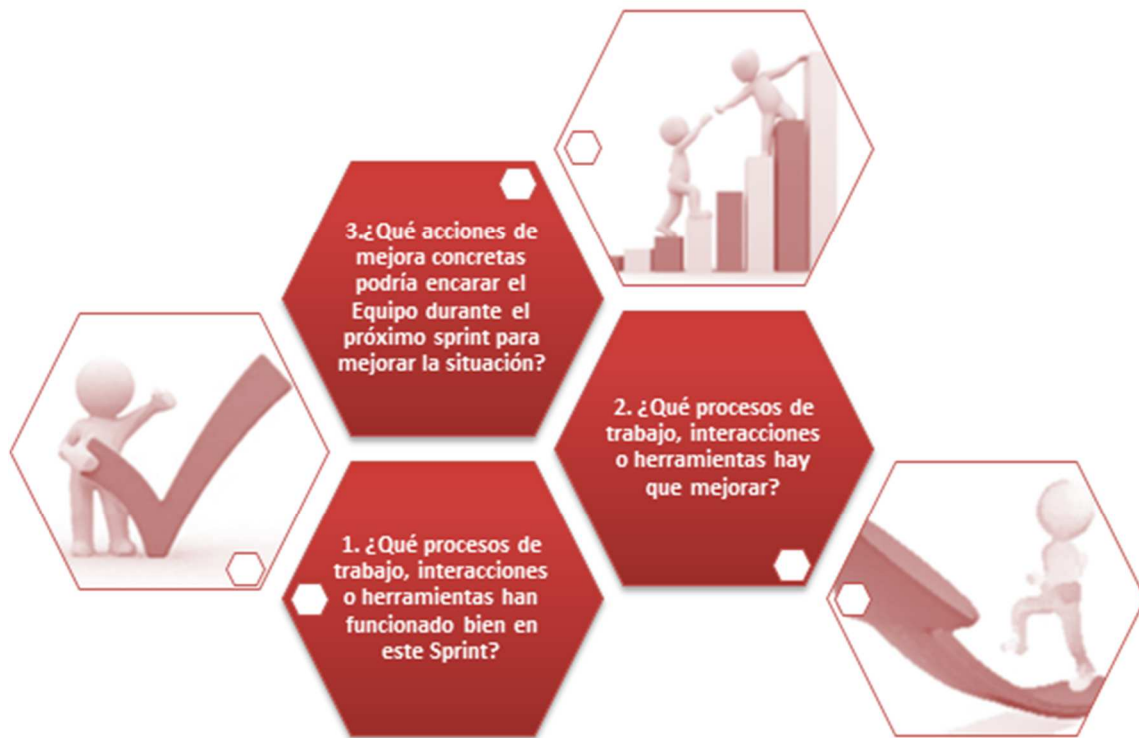 3.¿Qué acciones de
mejora concretas
podría encarar el
Equipo durante el
próximo sprint para
mejorar la situación?
2. ¿Qué procesos de
trabajo, interacciones
o herramientas hay
que mejorar?
1. ¿Qué procesos de
trabajo, interacciones
o herramientas han
funcionado bien en
este Sprint?